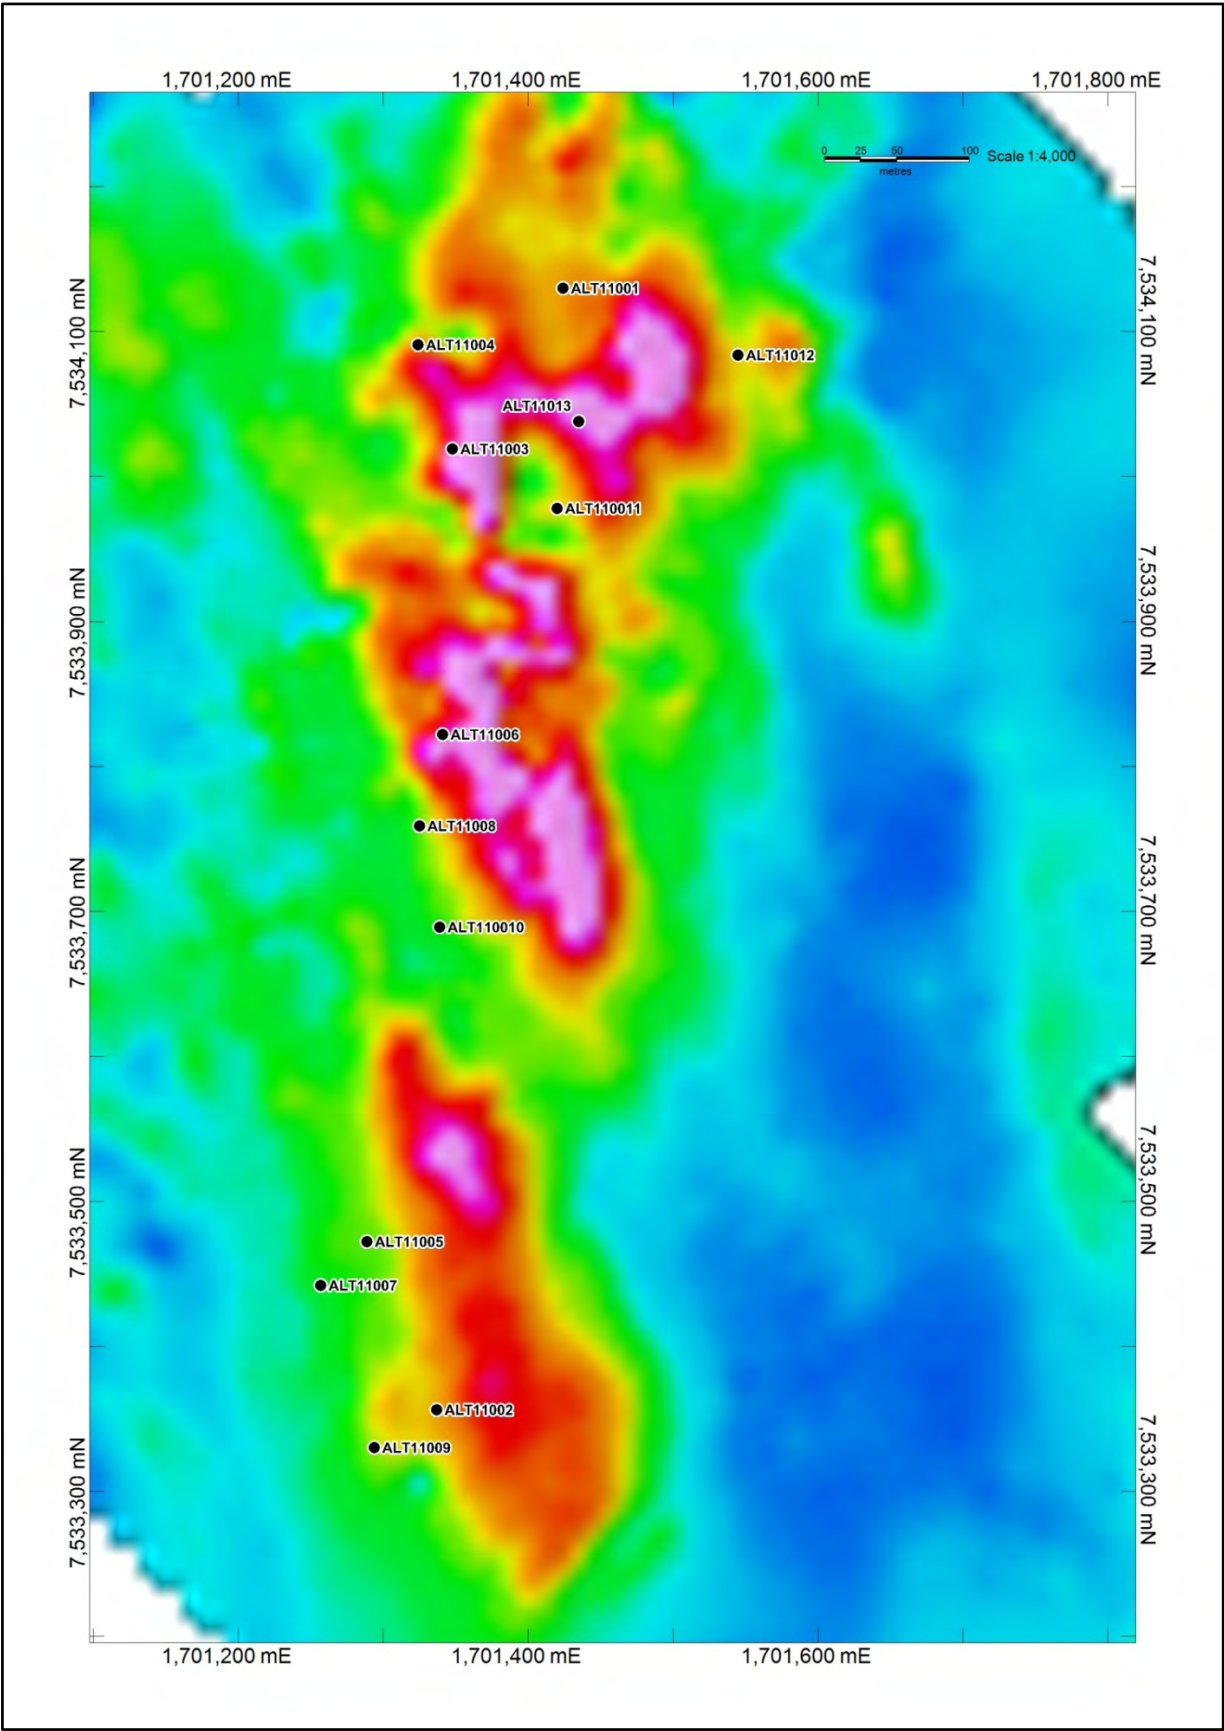 1,701,200 mE
1,701,400 mE
1,701,600 mE
1,701,800 mE
0 25 50 100
Scale 1:4,000
metres
7,534,100 mN
7,534,100 mN
ALT11001
ALT11004
ALT11012
ALT11013
ALT11003
ALT110011
7,533,900 mN
7,533,900 mN
ALT11006
ALT11008
7,533,700 mN
7,533,700 mN
ALT110010
7,533,500 mN
7,533,500 mN
ALT11005
ALT11007
ALT11002
ALT11009
7,533,300 mN
7,533,300 mN
1,701,200 mE
1,701,400 mE
1,701,600 mE